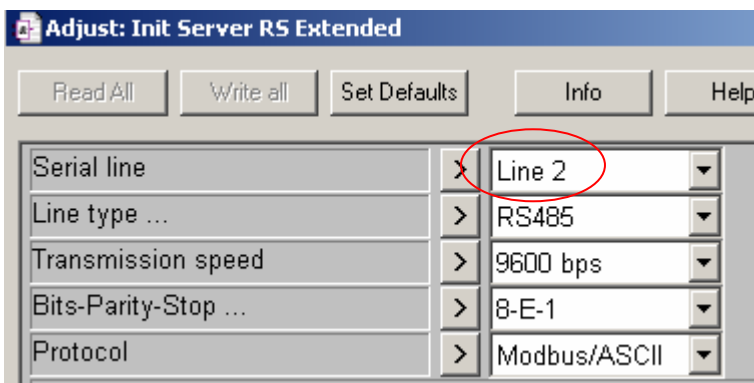 Adjust: Init Server RS Extended
Read All Write all Set Defaults Info Help
Serial line > Line 2
Line type ... > RS485
Transmission speed > 9600 bps
Bits-Parity-Stop ... > 8-E-1
Protocol > Modbus/ASCII